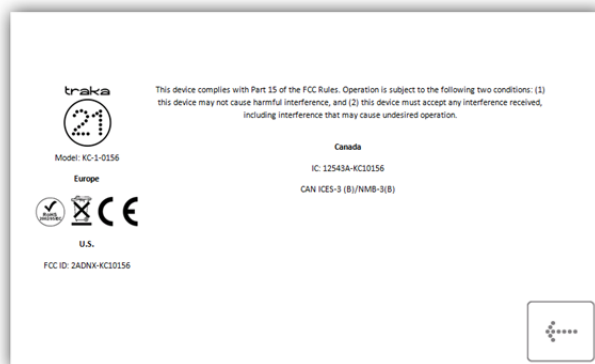 traka
21
Model: KC-1-0156
Europe
CE
U.S.
FCC ID: 2ADNX-KC10156
This device complies with Part 15 of the FCC Rules. Operation is subject to the following two conditions: (1)
this device may not cause harmful interference, and (2) this device must accept any interference received,
including interference that may cause undesired operation.
Canada
IC: 12543A-KC10156
CAN ICES-3 (B)/NMB-3(B)